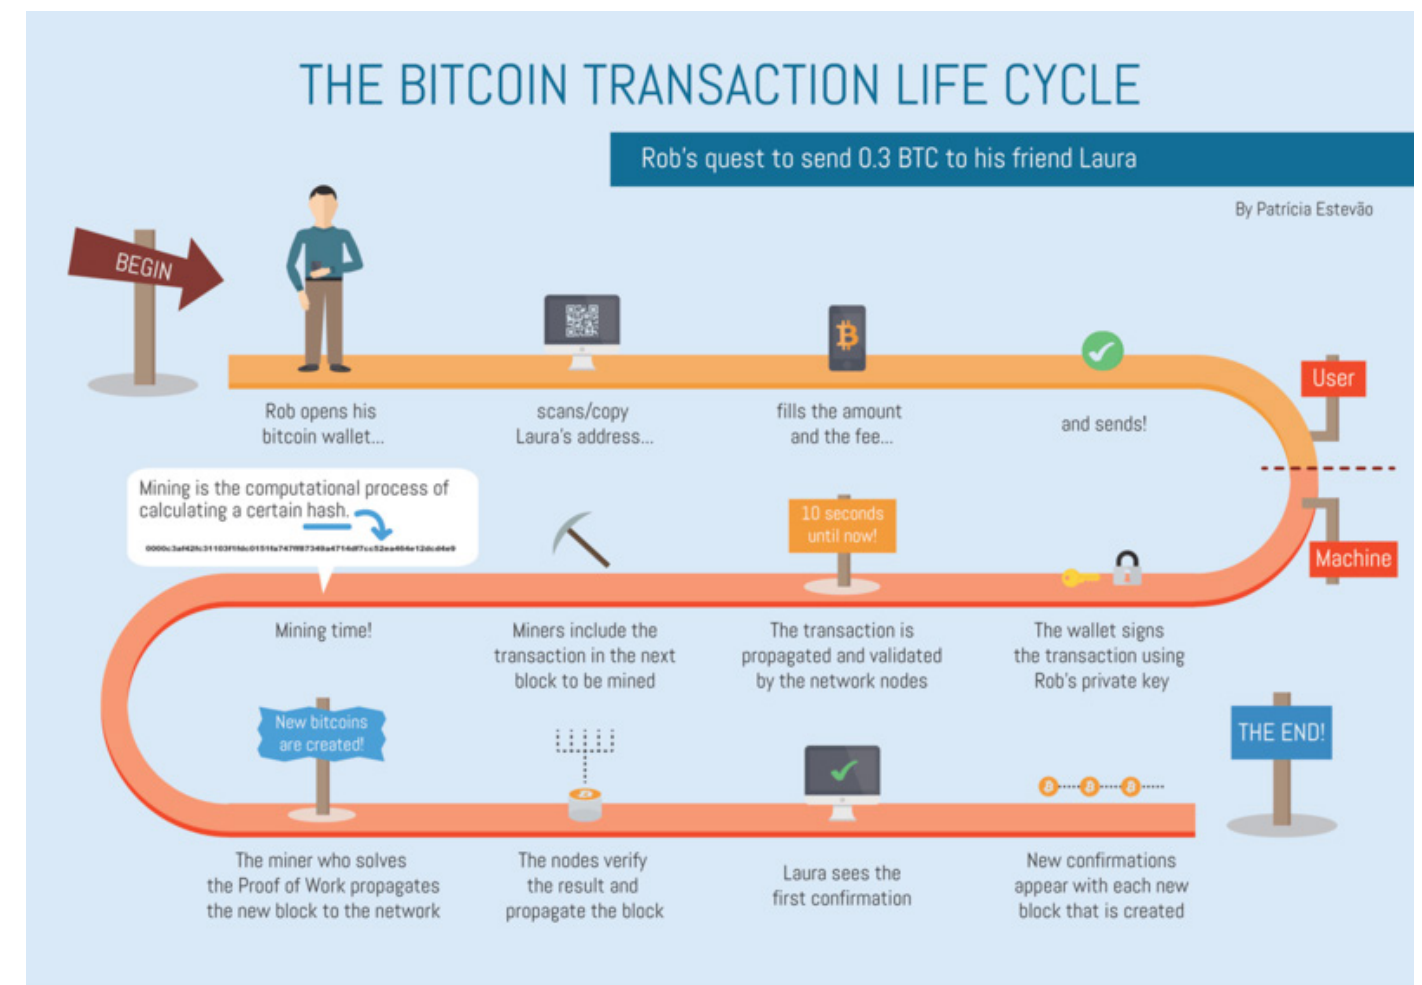 THE BITCOIN TRANSACTION LIFE CYCLE
Rob's quest to send 0.3 BTC to his friend Laura
By Patrícia Estevão
BEGIN
User
Rob opens his
bitcoin wallet...
scans/copy
Laura's address...
fills the amount
and the fee...
and sends!
Mining is the computational process of
calculating a certain hash.
10 seconds
until now!
Machine
Mining time!
Miners include the
transaction in the next
block to be mined
The transaction is
propagated and validated
by the network nodes
The wallet signs
the transaction using
Rob's private key
New bitcoins
are created!
THE END!
The miner who solves
the Proof of Work propagates
the new block to the network
The nodes verify
the result and
propagate the block
Laura sees the
first confirmation
New confirmations
appear with each new
block that is created